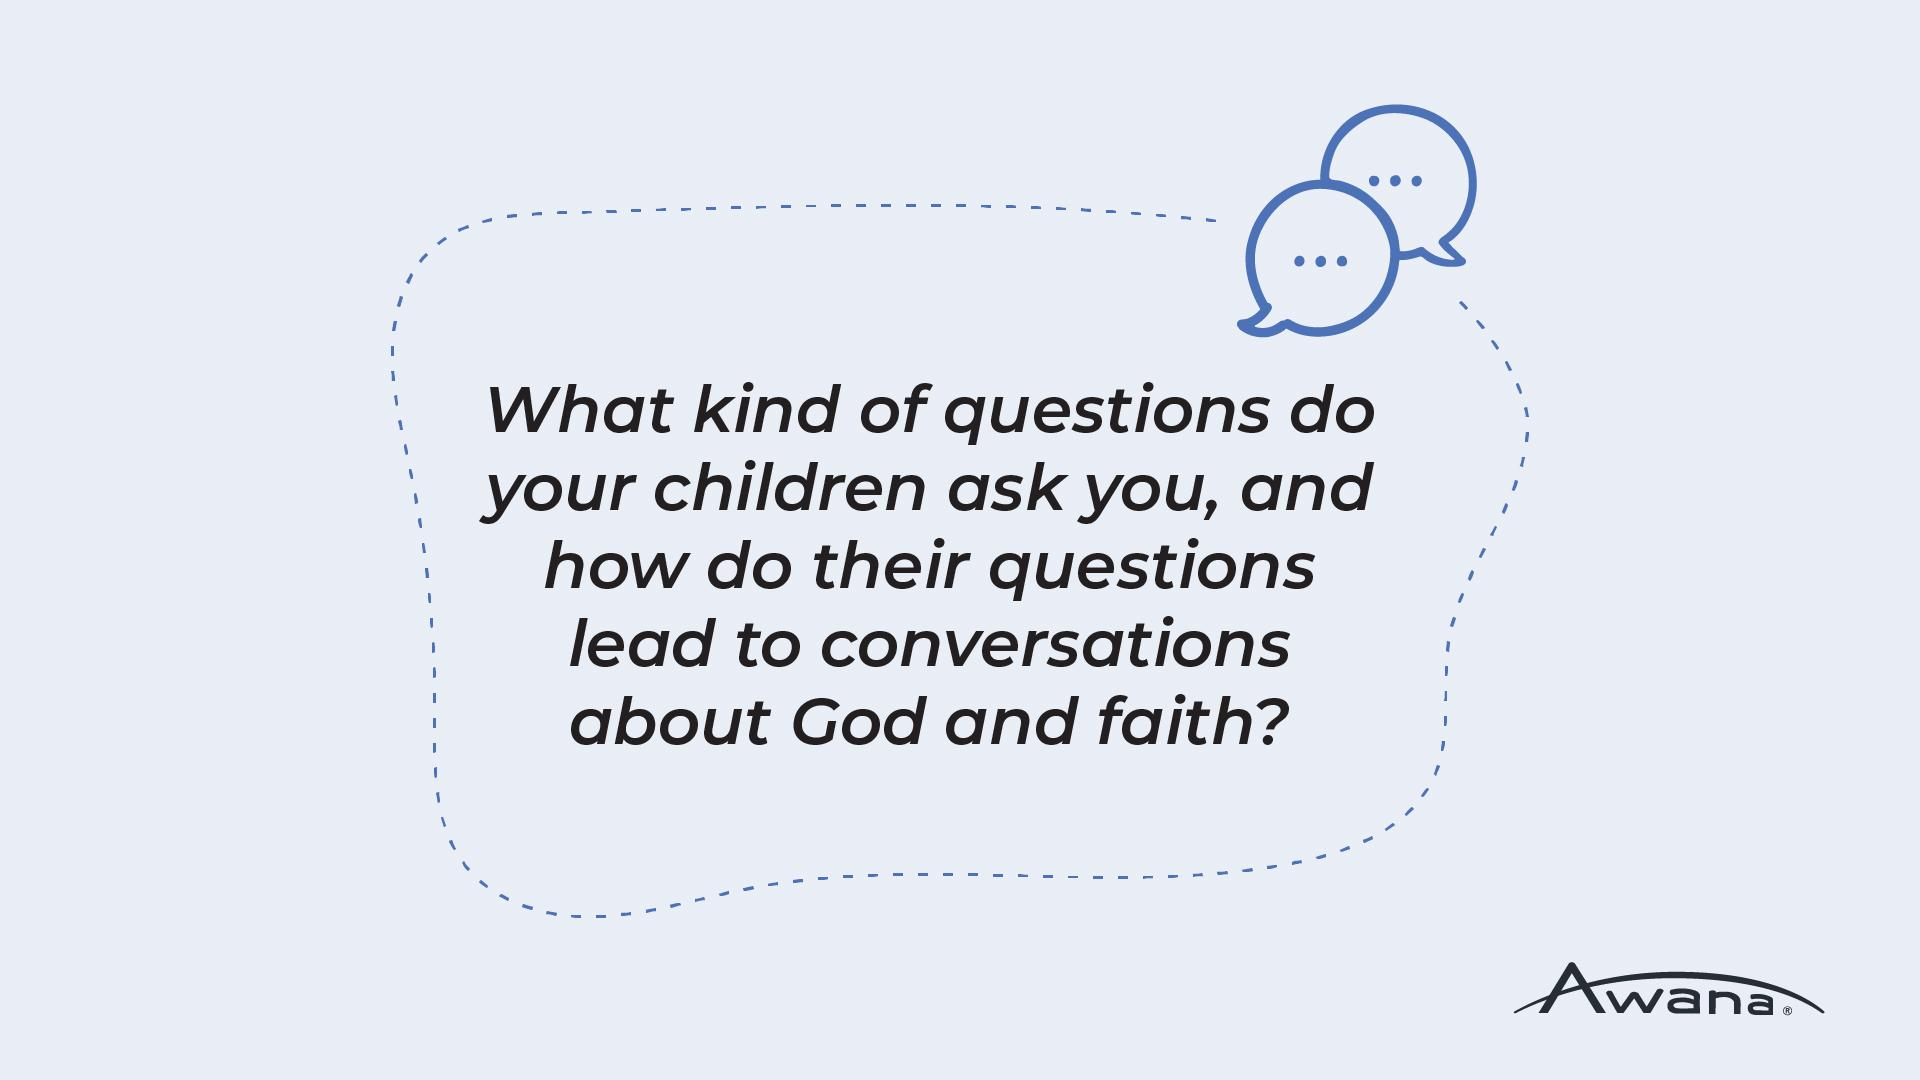 What kind of questions do
your children ask you, and
how do their questions
lead to conversations
about God and faith?
Awana®